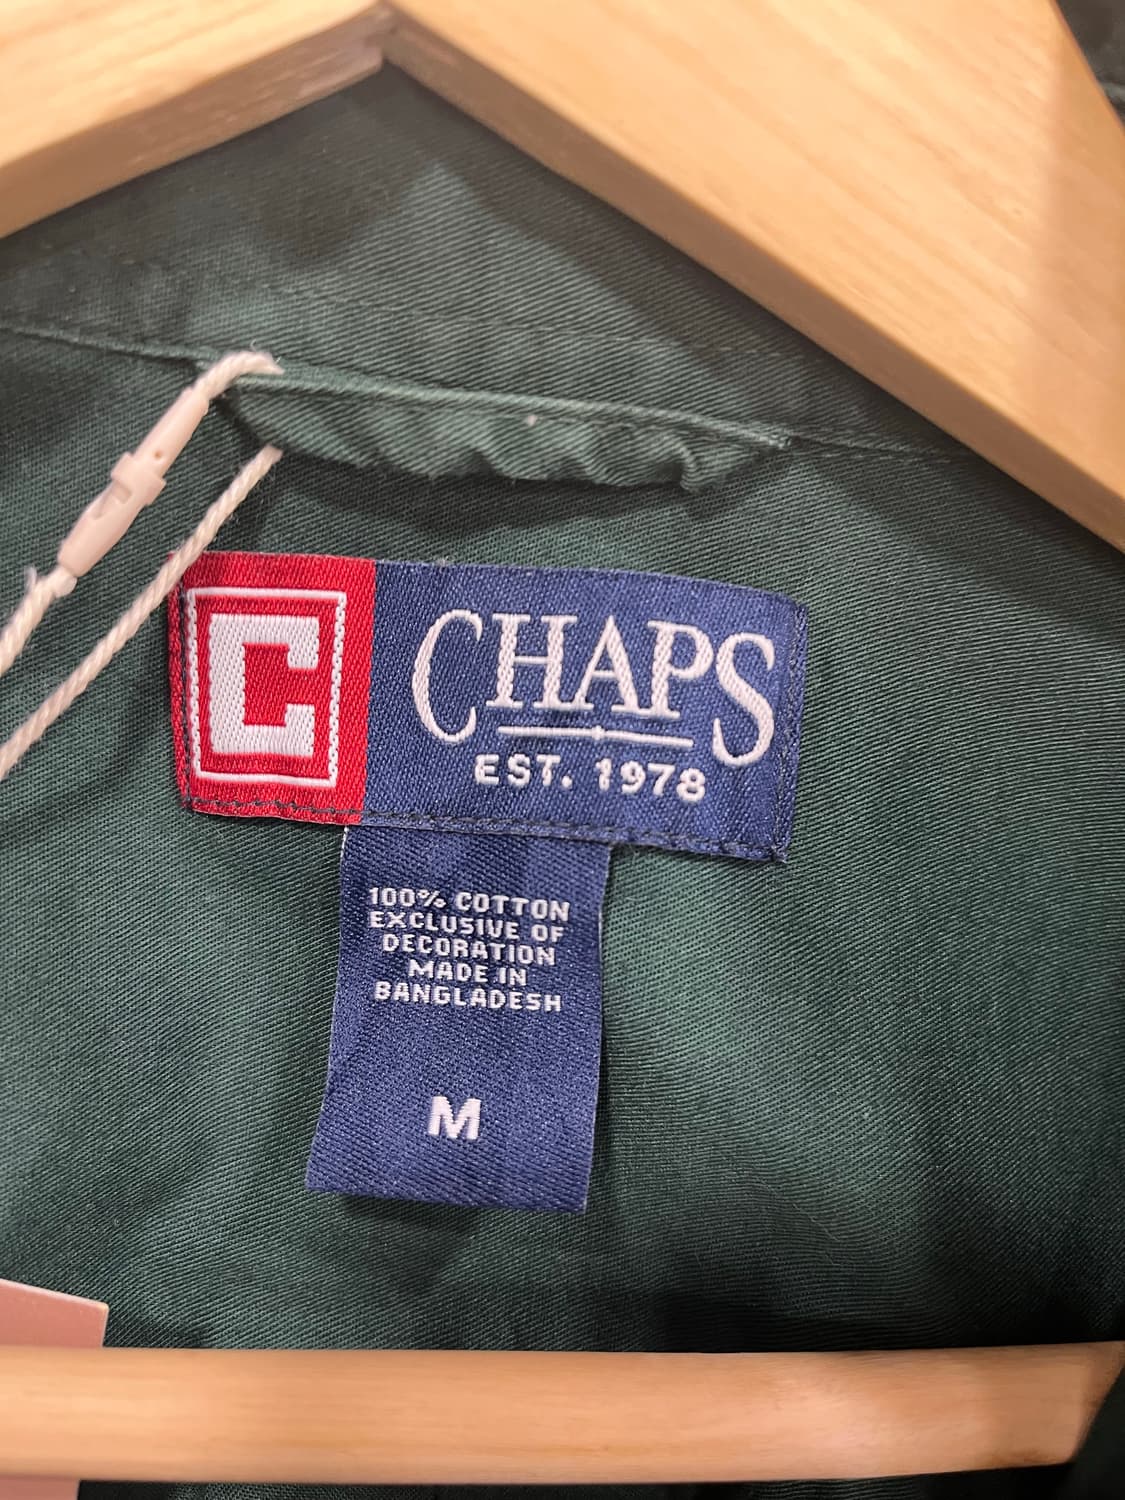 C
CHAPS
EST. 1978
100% COTTON
EXCLUSIVE OF
DECORATION
MADE IN
BANGLADESH
M